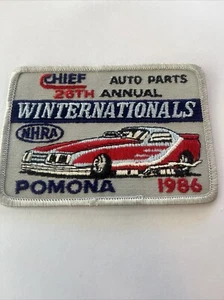 CHIEF AUTO PARTS
26TH ANNUAL
WINTERNATIONALS
NHRA
POMONA 1986